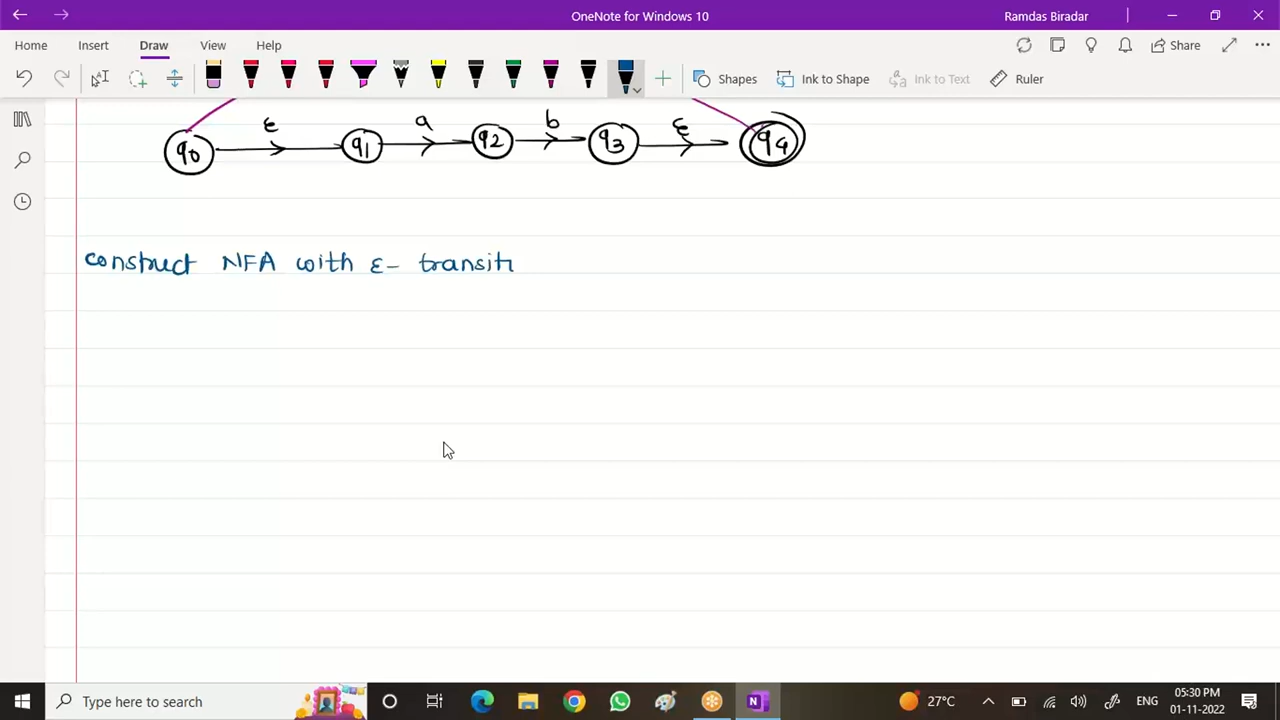 OneNote for Windows 10
Ramdas Biradar
Home Insert Draw View Help
Share
Shapes
Ink to Shape
Ink to Text
Ruler
ε a b ε
q0 q1 q2 q3 q4
construct NFA with ε- transiti
Type here to search
27°C
ENG
05:30 PM
01-11-2022